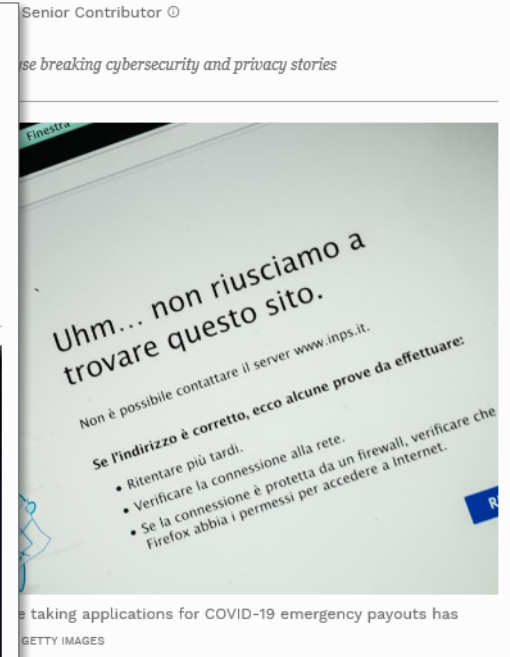 Senior Contributor
breaking cybersecurity and privacy stories
Finestra
Uhm... non riusciamo a
trovare questo sito.
Non è possibile contattare il server www.inps.it.
Se l'indirizzo è corretto, ecco alcune prove da effettuare:
• Ritentare più tardi.
• Verificare la connessione alla rete.
• Se la connessione è protetta da un firewall, verificare che
Firefox abbia i permessi per accedere a Internet.
taking applications for COVID-19 emergency payouts has
GETTY IMAGES